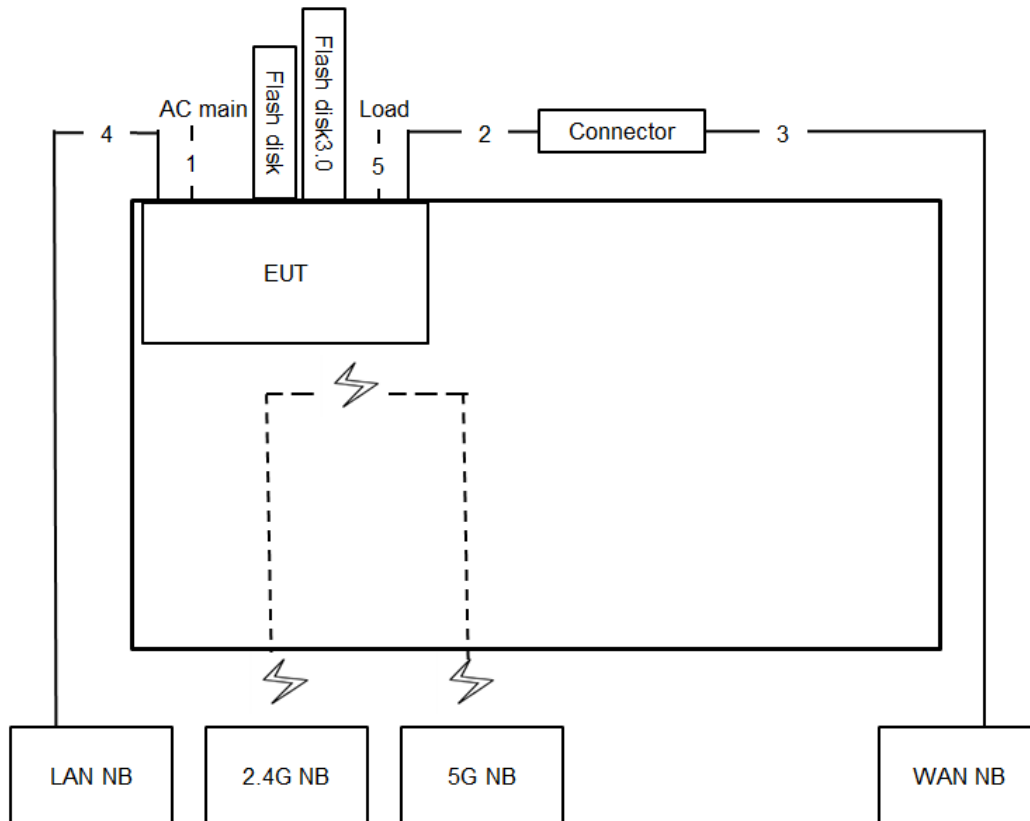 Flash disk
Flash disk3.0
AC main
Load
4
1
5
2
Connector
3
EUT
LAN NB
2.4G NB
5G NB
WAN NB